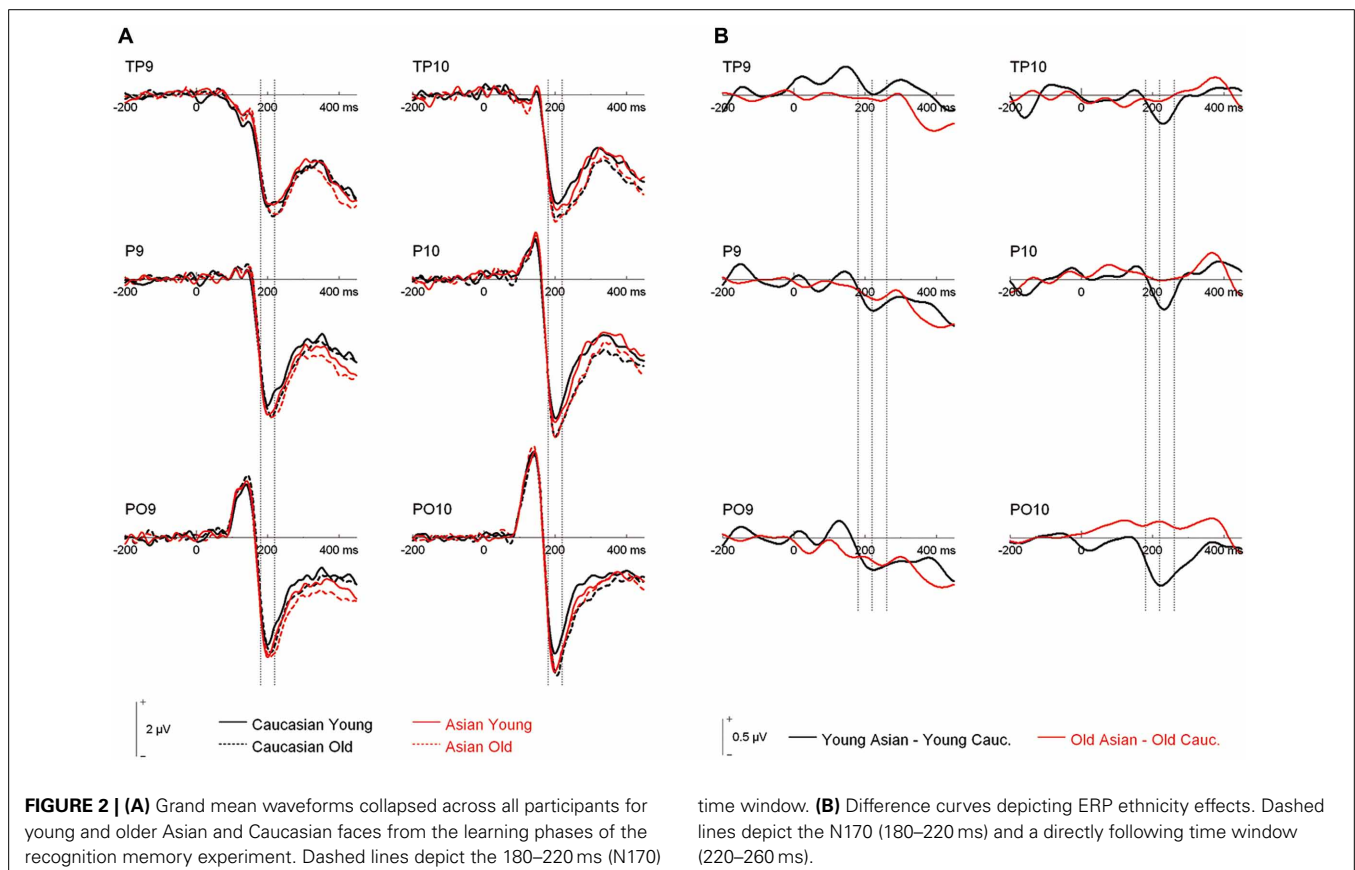 A
TP9
-200 0 200 400 ms
TP10
-200 0 200 400 ms
P9
-200 0 200 400 ms
P10
-200 0 200 400 ms
PO9
-200 0 200 400 ms
PO10
-200 0 200 400 ms
+
2 µV
-
Caucasian Young
Asian Young
Caucasian Old
Asian Old
B
TP9
-200 0 200 400 ms
TP10
-200 0 200 400 ms
P9
-200 0 200 400 ms
P10
-200 0 200 400 ms
PO9
-200 0 200 400 ms
PO10
-200 0 200 400 ms
+
0.5 µV
-
Young Asian - Young Cauc.
Old Asian - Old Cauc.
FIGURE 2 | (A) Grand mean waveforms collapsed across all participants for
young and older Asian and Caucasian faces from the learning phases of the
recognition memory experiment. Dashed lines depict the 180–220 ms (N170)
time window. (B) Difference curves depicting ERP ethnicity effects. Dashed
lines depict the N170 (180–220 ms) and a directly following time window
(220–260 ms).